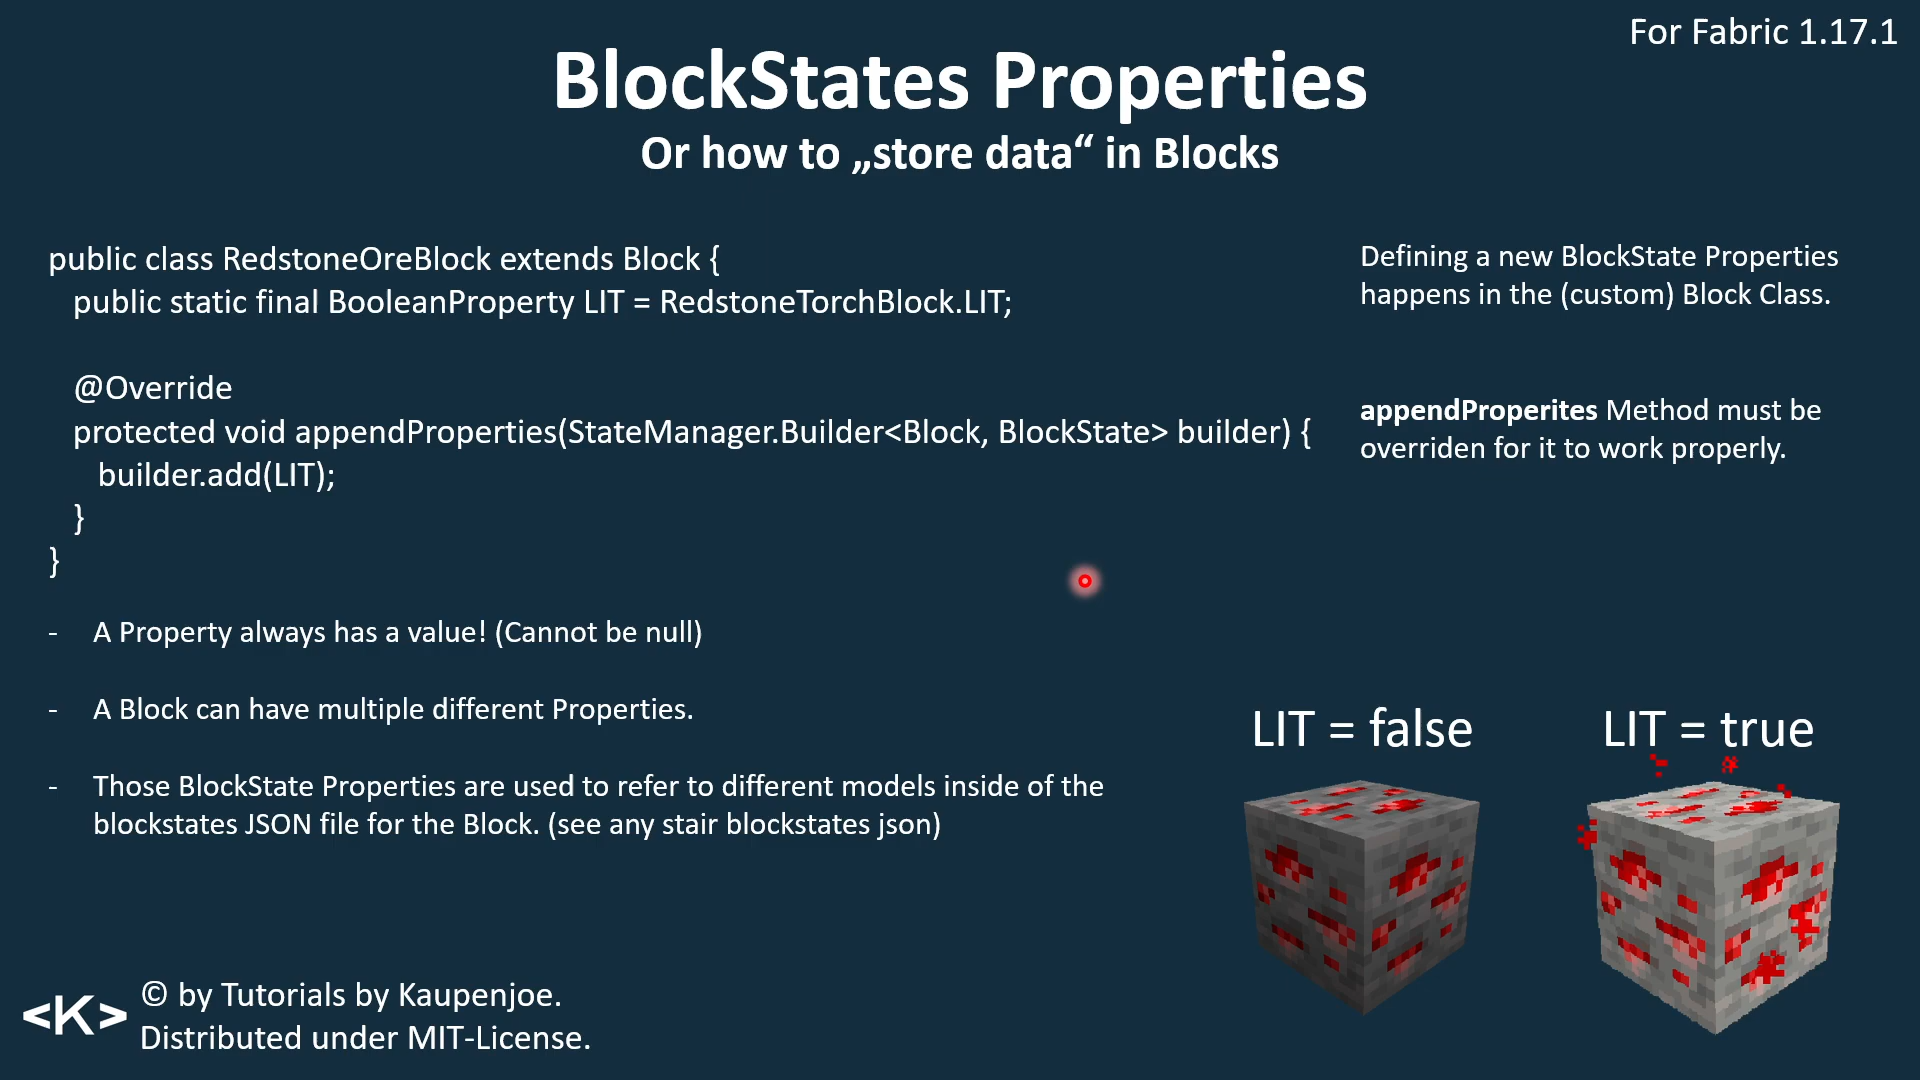 For Fabric 1.17.1
BlockStates Properties
Or how to „store data“ in Blocks
public class RedstoneOreBlock extends Block {
public static final BooleanProperty LIT = RedstoneTorchBlock.LIT;
@Override
protected void appendProperties(StateManager.Builder<Block, BlockState> builder) {
builder.add(LIT);
}
}
Defining a new BlockState Properties
happens in the (custom) Block Class.
appendProperites Method must be
overriden for it to work properly.
- A Property always has a value! (Cannot be null)
- A Block can have multiple different Properties.
- Those BlockState Properties are used to refer to different models inside of the
blockstates JSON file for the Block. (see any stair blockstates json)
LIT = false
LIT = true
<K>
© by Tutorials by Kaupenjoe.
Distributed under MIT-License.